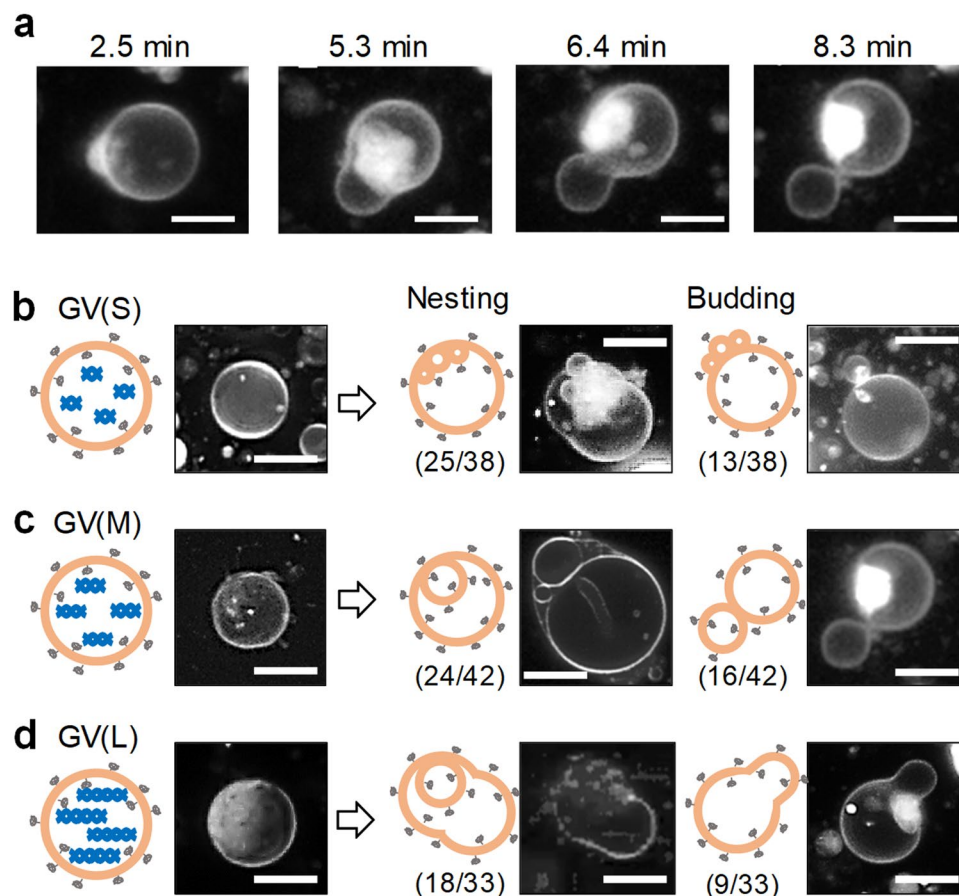 a
2.5 min 5.3 min 6.4 min 8.3 min
b GV(S) Nesting Budding
(25/38) (13/38)
c GV(M)
(24/42) (16/42)
d GV(L)
(18/33) (9/33)